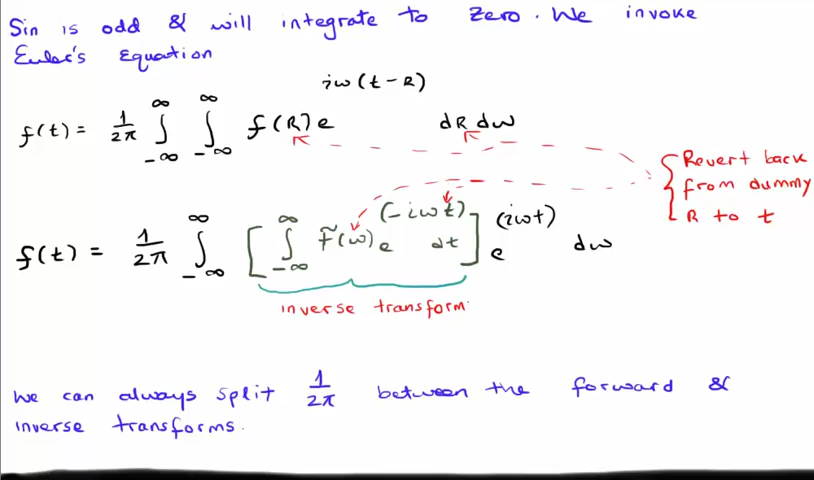 Sin is odd & will integrate to zero. We invoke
Euler's Equation
f(t) = 1/2π ∫_{-∞}^{∞} ∫_{-∞}^{∞} f(R) e^{iω(t-R)} dR dω
Revert back
from dummy
R to t
f(t) = 1/2π ∫_{-∞}^{∞} [ ∫_{-∞}^{∞} f̃(ω) e^{(-iωt)} dt ] e^{(iωt)} dω
inverse transform.
We can always split 1/2π between the forward &
inverse transforms.